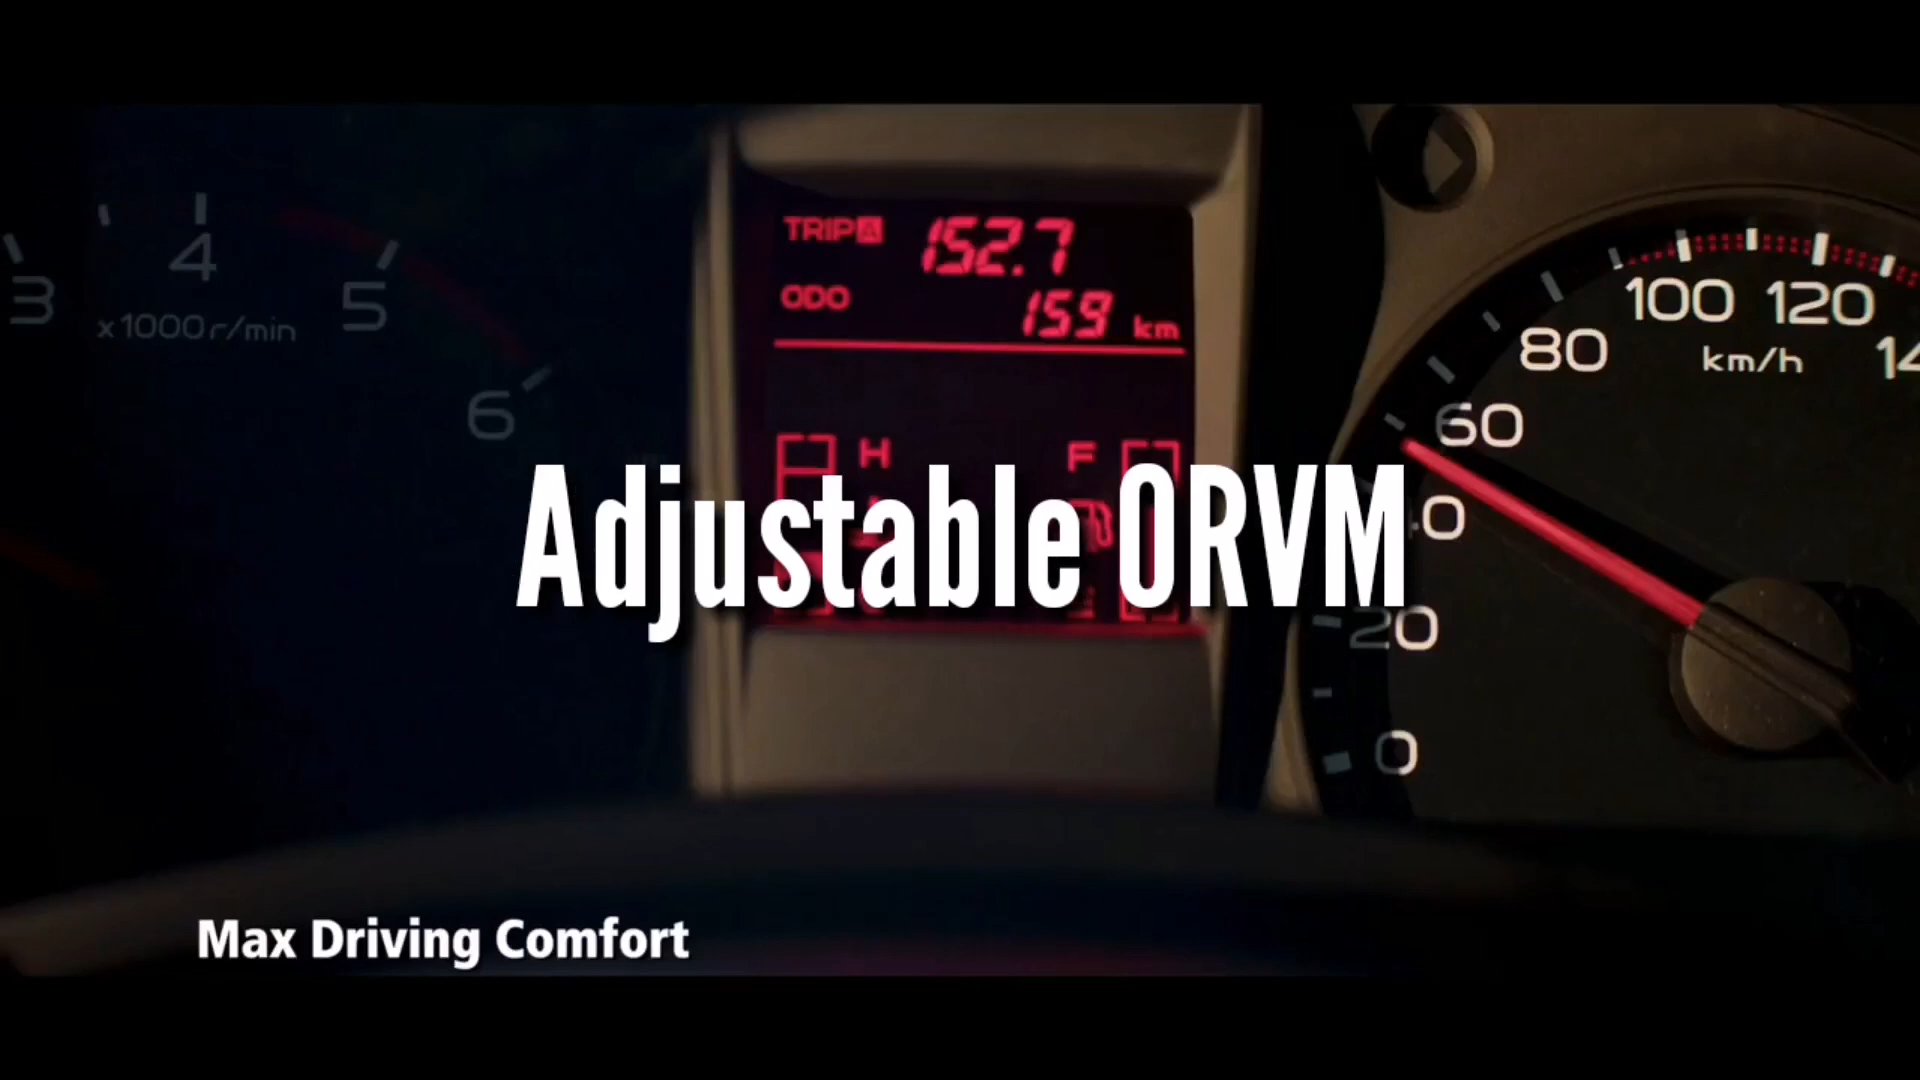 3
4
5
6
x1000r/min
TRIP A 152.7
ODO 159 km
H
F
0
20
60
80
100
120
km/h
Adjustable ORVM
Max Driving Comfort